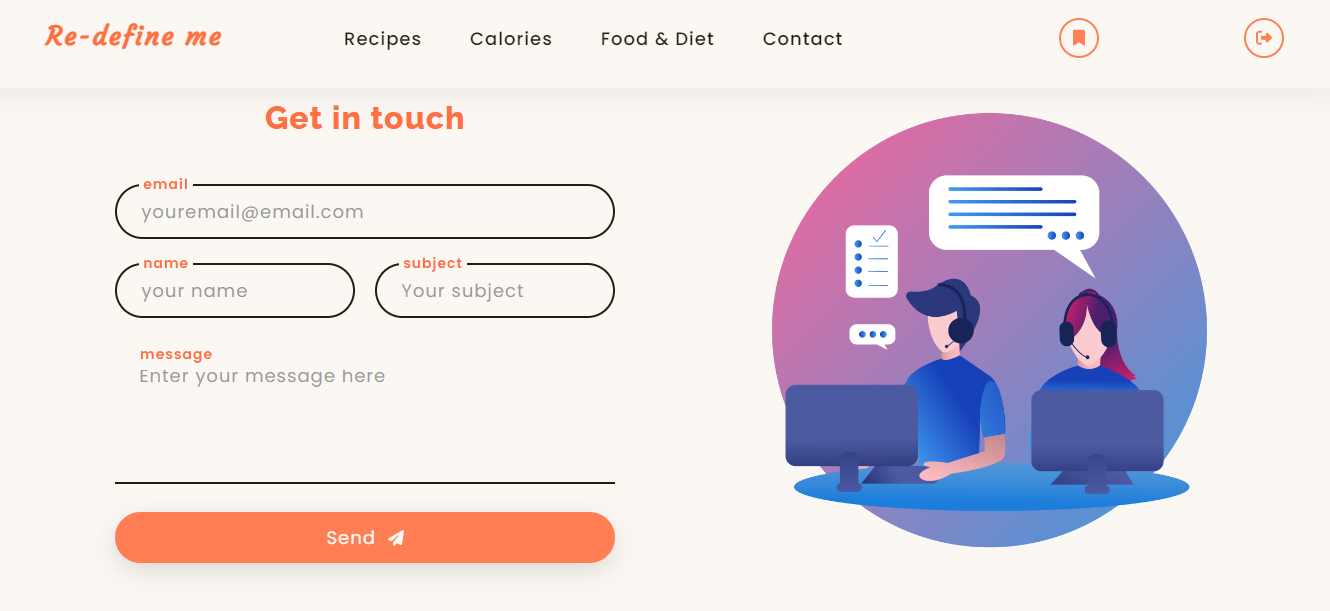 Re-define me
Recipes
Calories
Food & Diet
Contact
Get in touch
email
youremail@email.com
name
your name
subject
Your subject
message
Enter your message here
Send